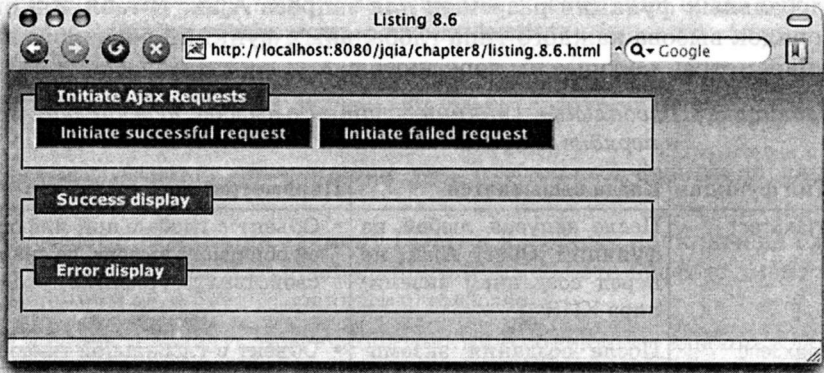 Listing 8.6
http://localhost:8080/jqia/chapter8/listing.8.6.html
Google
Initiate Ajax Requests
Initiate successful request
Initiate failed request
Success display
Error display